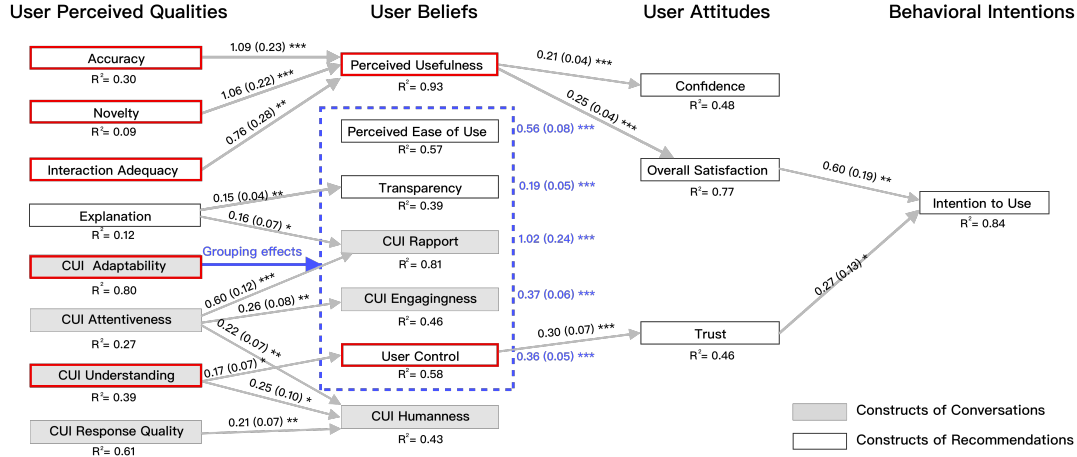 User Perceived Qualities
User Beliefs
User Attitudes
Behavioral Intentions
Accuracy
R²= 0.30
Novelty
R²= 0.09
Interaction Adequacy
Explanation
R²= 0.12
Grouping effects
CUI Adaptability
R²= 0.80
CUI Attentiveness
R²= 0.27
CUI Understanding
R²= 0.39
CUI Response Quality
R²= 0.61
1.09 (0.23) ***
1.06 (0.22) ***
0.76 (0.28) **
0.15 (0.04) **
0.16 (0.07) *
0.60 (0.12) ***
0.26 (0.08) **
0.22 (0.07) **
0.17 (0.07) *
0.25 (0.10) *
0.21 (0.07) **
Perceived Usefulness
R²= 0.93
Perceived Ease of Use
R²= 0.57
Transparency
R²= 0.39
CUI Rapport
R²= 0.81
CUI Engagingness
R²= 0.46
User Control
R²= 0.58
CUI Humanness
R²= 0.43
0.56 (0.08) ***
0.19 (0.05) ***
1.02 (0.24) ***
0.37 (0.06) ***
0.36 (0.05) ***
0.21 (0.04) ***
0.25 (0.04) ***
0.30 (0.07) ***
Confidence
R²= 0.48
Overall Satisfaction
R²= 0.77
Trust
R²= 0.46
0.60 (0.19) **
0.27 (0.13) *
Intention to Use
R²= 0.84
Constructs of Conversations
Constructs of Recommendations